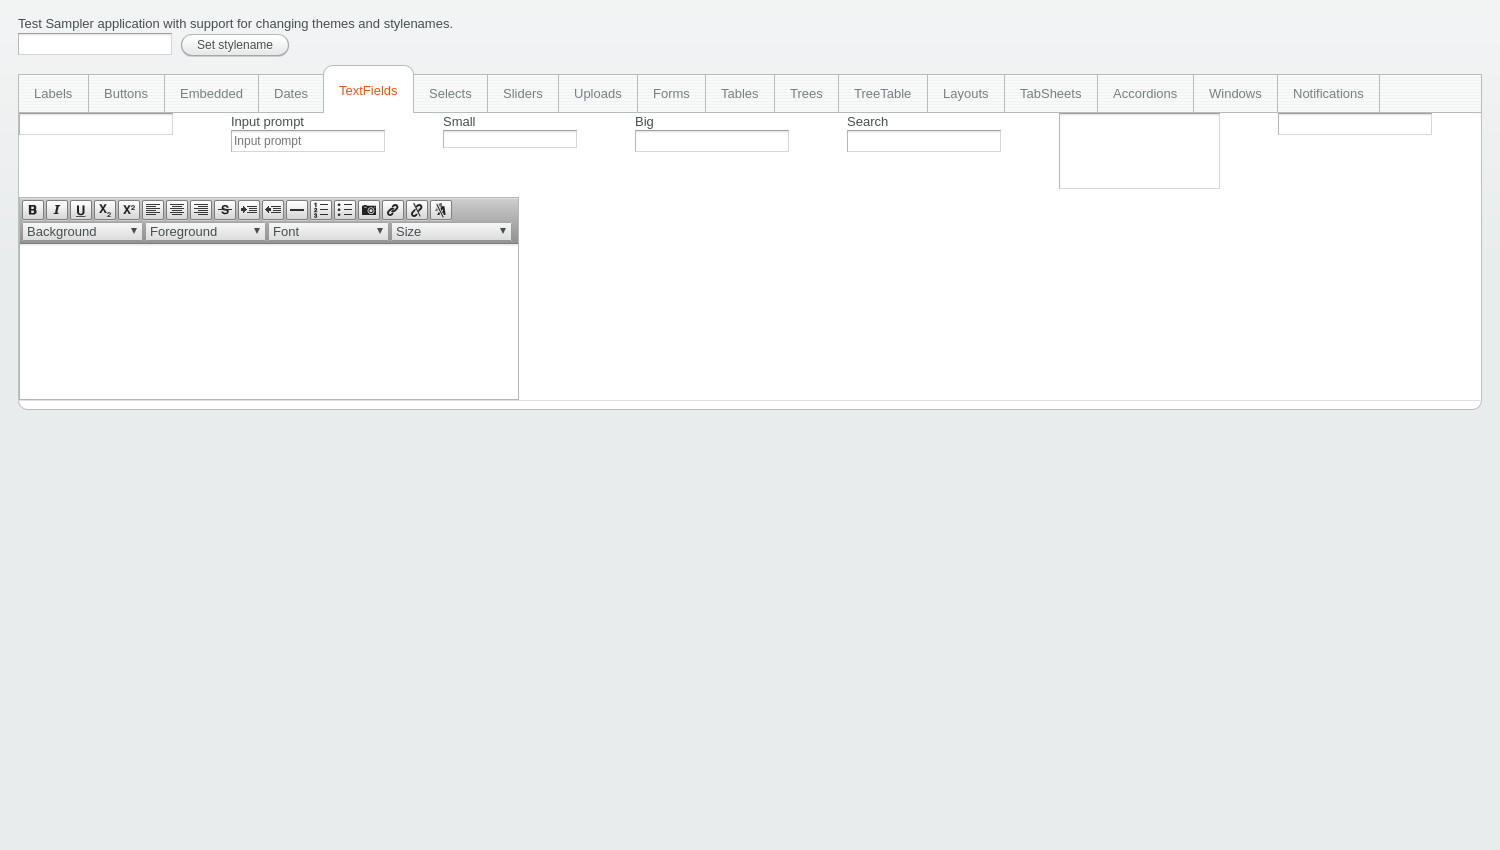 Test Sampler application with support for changing themes and stylenames.
Set stylename
Labels Buttons Embedded Dates TextFields Selects Sliders Uploads Forms Tables Trees TreeTable Layouts TabSheets Accordions Windows Notifications
Input prompt Small Big Search
Input prompt
Background Foreground Font Size